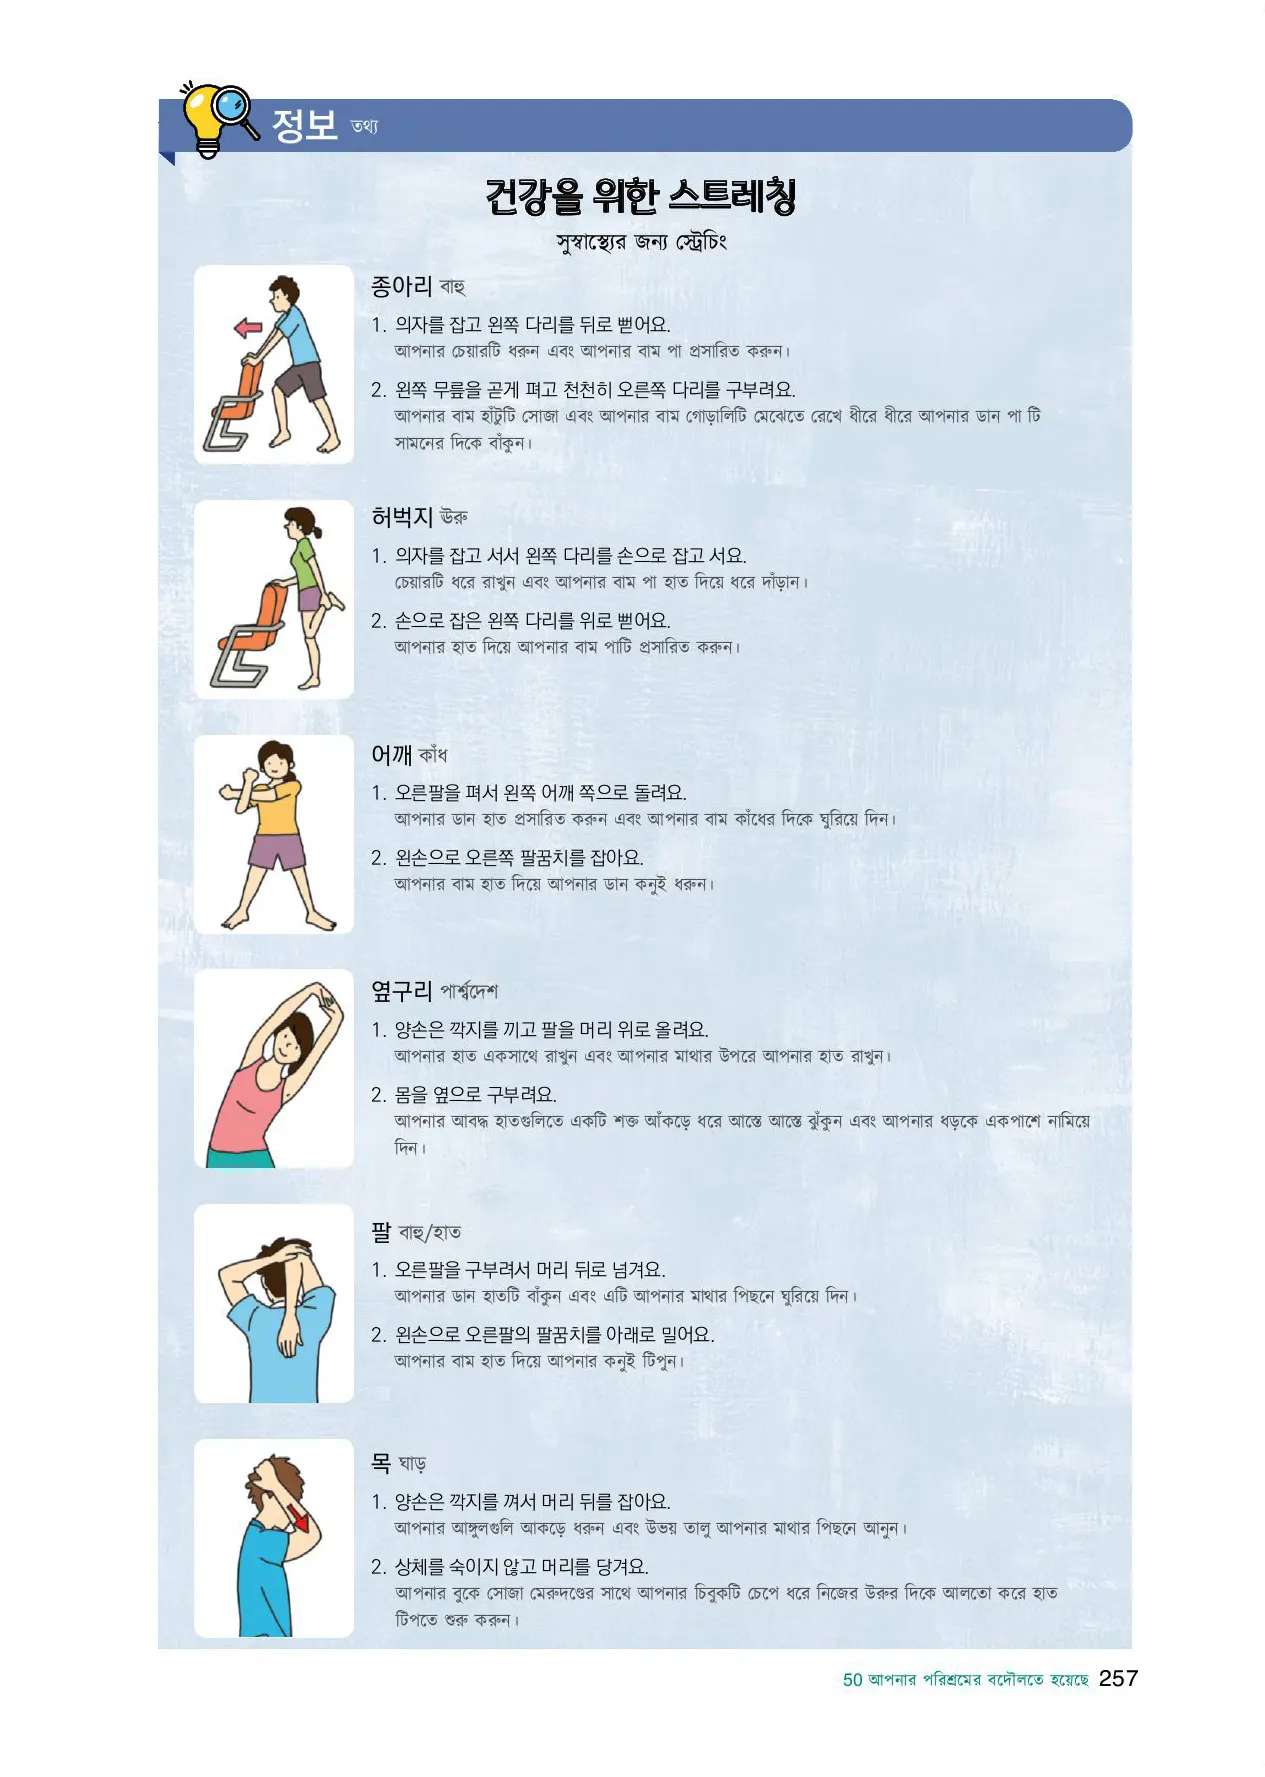 정보 তথ্য
건강을 위한 스트레칭
সুস্বাস্থ্যের জন্য স্ট্রেচিং
종아리 বাহু
1. 의자를 잡고 왼쪽 다리를 뒤로 뻗어요.
আপনার চেয়ারটি ধরুন এবং আপনার বাম পা প্রসারিত করুন।
2. 왼쪽 무릎을 곧게 펴고 천천히 오른쪽 다리를 구부려요.
আপনার বাম হাঁটুটি সোজা এবং আপনার বাম গোড়ালিটি মেঝেতে রেখে ধীরে ধীরে আপনার ডান পা টি
সামনের দিকে বাঁকুন।
허벅지 ঊরু
1. 의자를 잡고 서서 왼쪽 다리를 손으로 잡고 서요.
চেয়ারটি ধরে রাখুন এবং আপনার বাম পা হাত দিয়ে ধরে দাঁড়ান।
2. 손으로 잡은 왼쪽 다리를 위로 뻗어요.
আপনার হাত দিয়ে আপনার বাম পাটি প্রসারিত করুন।
어깨 কাঁধ
1. 오른팔을 펴서 왼쪽 어깨 쪽으로 돌려요.
আপনার ডান হাত প্রসারিত করুন এবং আপনার বাম কাঁধের দিকে ঘুরিয়ে দিন।
2. 왼손으로 오른쪽 팔꿈치를 잡아요.
আপনার বাম হাত দিয়ে আপনার ডান কনুই ধরুন।
옆구리 পার্শ্বদেশ
1. 양손은 깍지를 끼고 팔을 머리 위로 올려요.
আপনার হাত একসাথে রাখুন এবং আপনার মাথার উপরে আপনার হাত রাখুন।
2. 몸을 옆으로 구부려요.
আপনার আবদ্ধ হাতগুলিতে একটি শক্ত আঁকড়ে ধরে আস্তে আস্তে ঝুঁকুন এবং আপনার ধড়কে একপাশে নামিয়ে
দিন।
팔 বাহু/হাত
1. 오른팔을 구부려서 머리 뒤로 넘겨요.
আপনার ডান হাতটি বাঁকুন এবং এটি আপনার মাথার পিছনে ঘুরিয়ে দিন।
2. 왼손으로 오른팔의 팔꿈치를 아래로 밀어요.
আপনার বাম হাত দিয়ে আপনার কনুই টিপুন।
목 ঘাড়
1. 양손은 깍지를 껴서 머리 뒤를 잡아요.
আপনার আঙ্গুলগুলি আকড়ে ধরুন এবং উভয় তালু আপনার মাথার পিছনে আনুন।
2. 상체를 숙이지 않고 머리를 당겨요.
আপনার বুকে সোজা মেরুদণ্ডের সাথে আপনার চিবুকটি চেপে ধরে নিজের উরুর দিকে আলতো করে হাত
টিপতে শুরু করুন।
50 আপনার পরিশ্রমের বদৌলতে হয়েছে 257